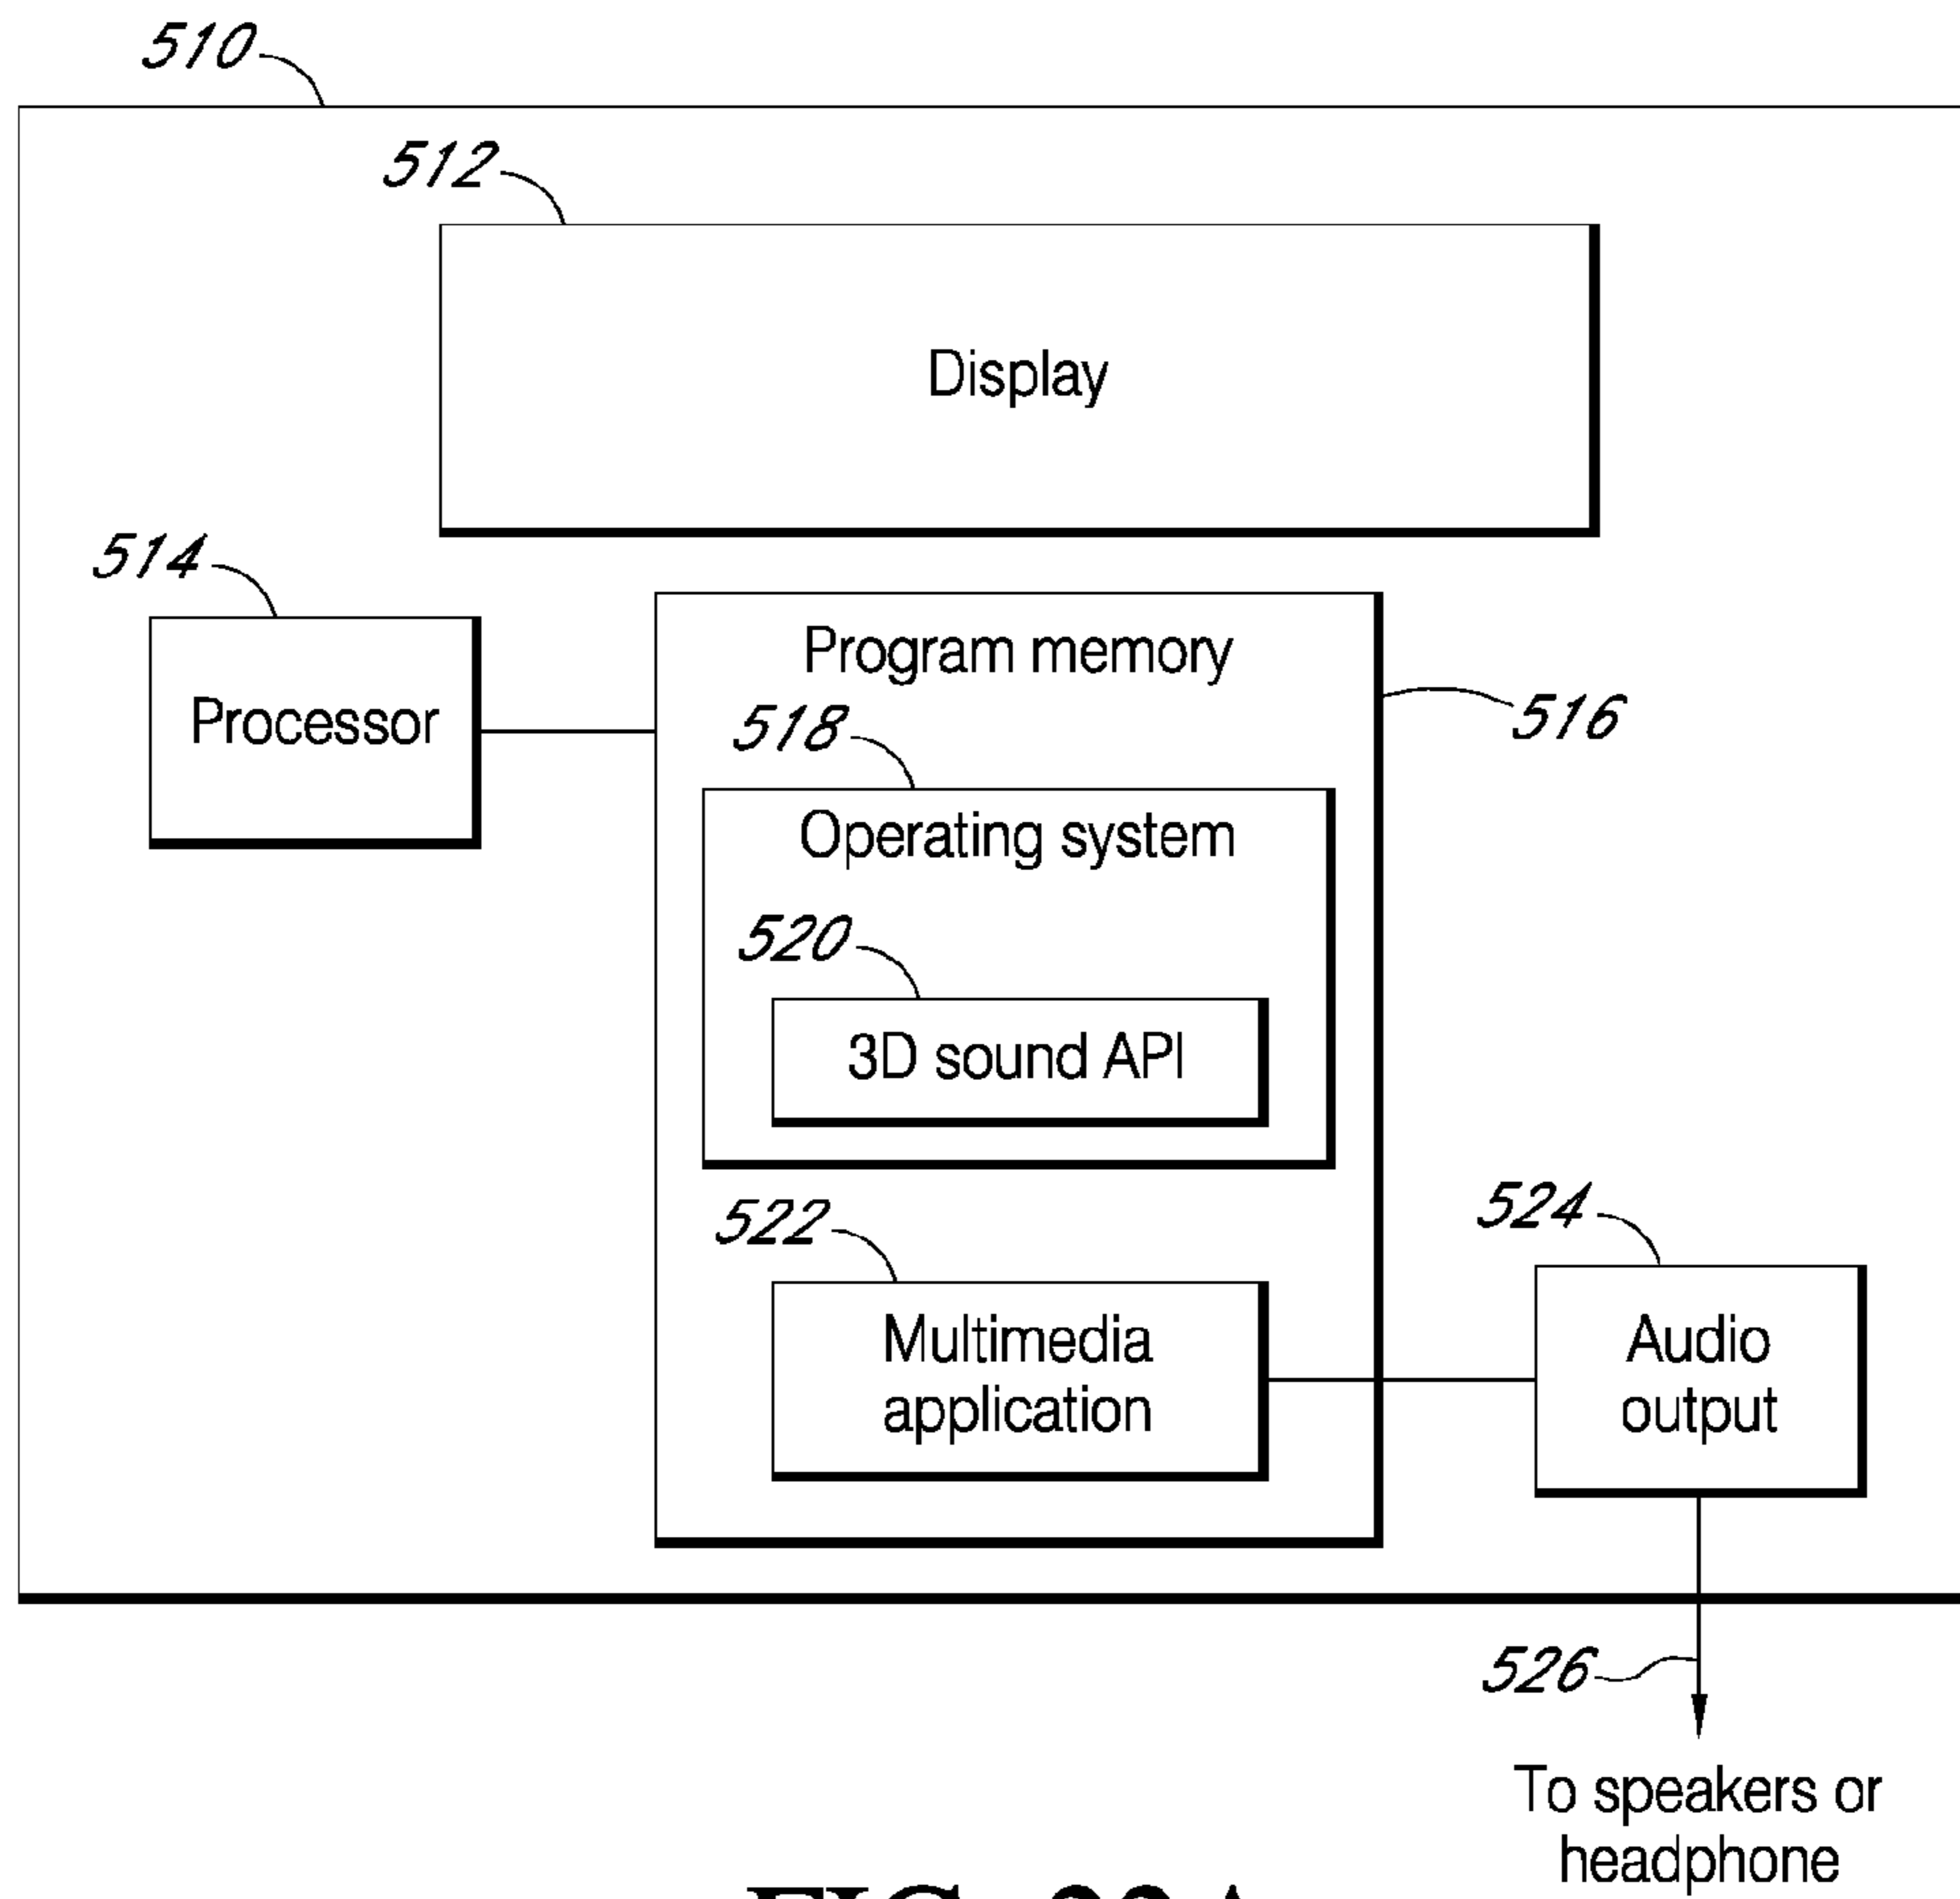 510
512
Display
514
Processor
Program memory
516
518
Operating system
520
3D sound API
522
Multimedia
application
524
Audio
output
526
To speakers or
headphone